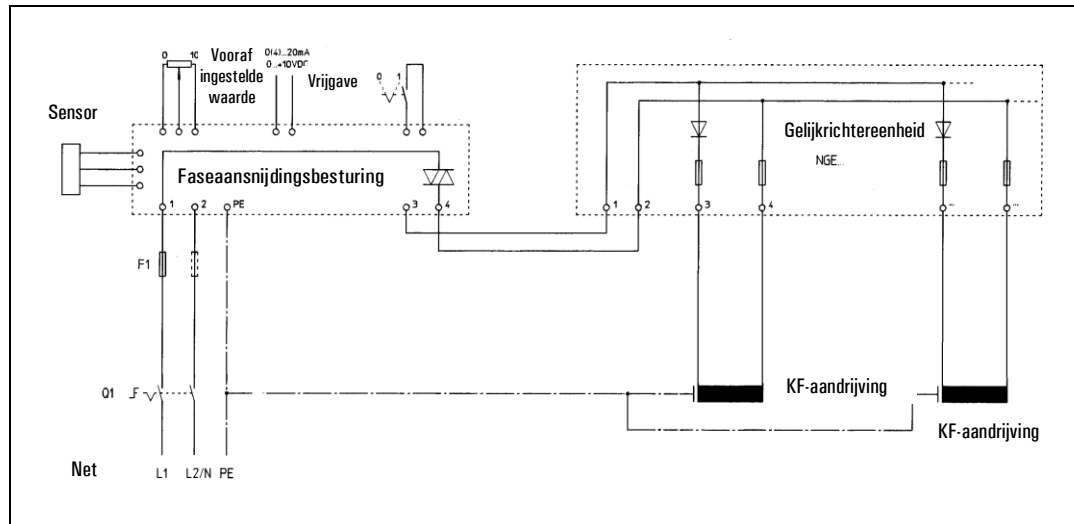 0 10
Vooraf
ingestelde
waarde
0(4)...20mA
0...+10VDC
Vrijgave
0 1
Sensor
Gelijkrichtereenheid
NGE...
Faseaansnijdingsbesturing
1 2 PE 3 4
1 2 3 4 ... ...
F1
Q1
KF-aandrijving
KF-aandrijving
Net
L1 L2/N PE